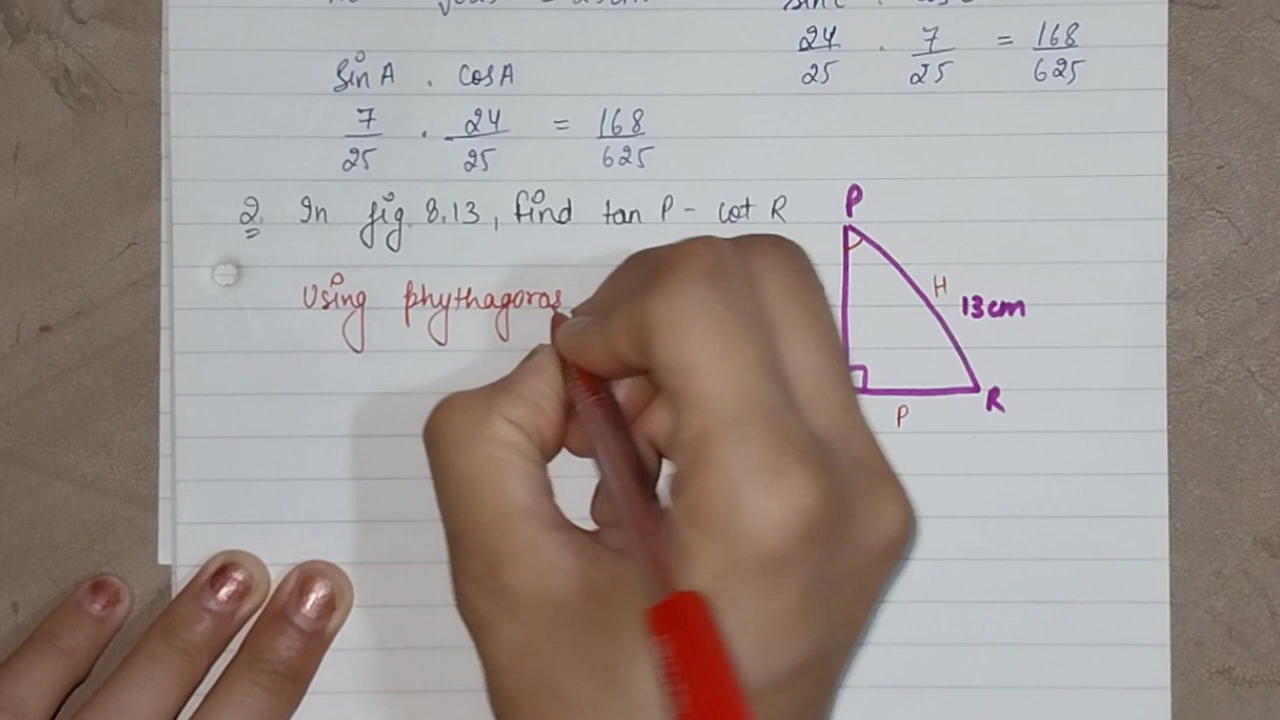 sin A . cos A
7/25 . 24/25 = 168/625
24/25 . 7/25 = 168/625
2. In fig. 8.13, find tan P - cot R
Using phythagoras
P
H
13cm
R
P